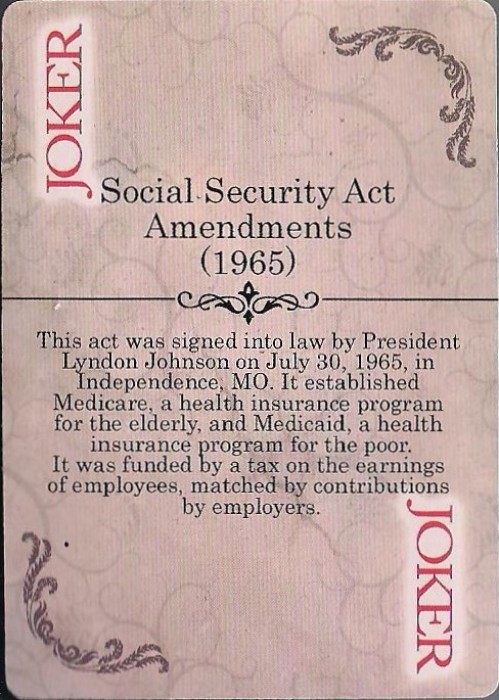 JOKER
Social Security Act
Amendments
(1965)
This act was signed into law by President
Lyndon Johnson on July 30, 1965, in
Independence, MO. It established
Medicare, a health insurance program
for the elderly, and Medicaid, a health
insurance program for the poor.
It was funded by a tax on the earnings
of employees, matched by contributions
by employers.
JOKER